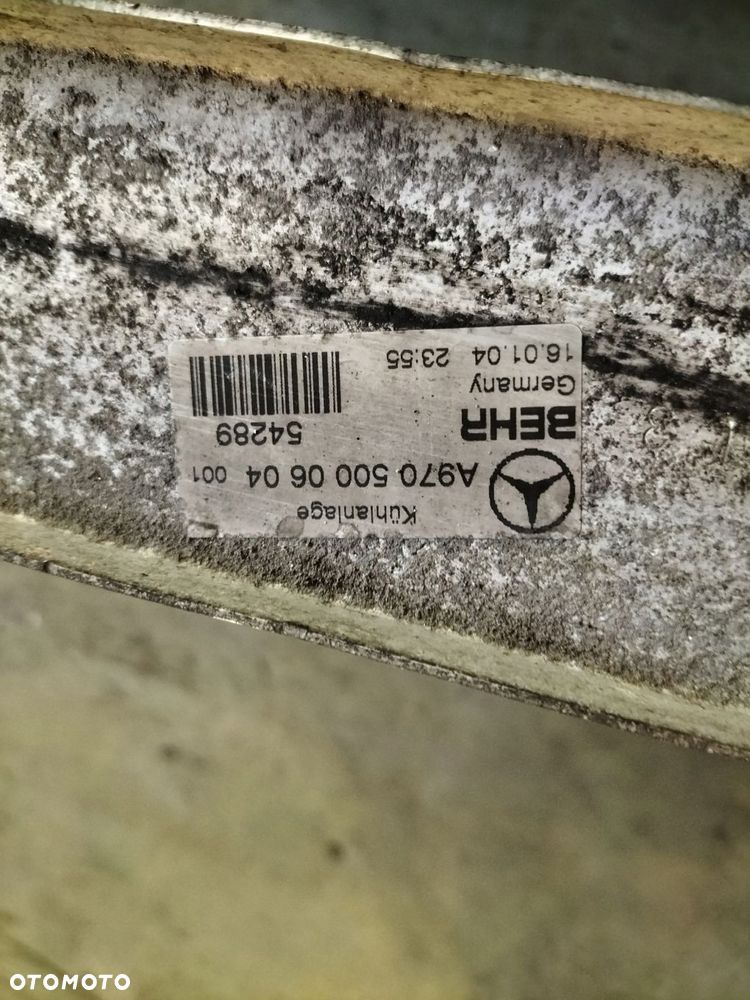 Kühlanlage
A970 500 06 04 001
BEHR 54289
Germany
16.01.04 23:55
OTOMOTO